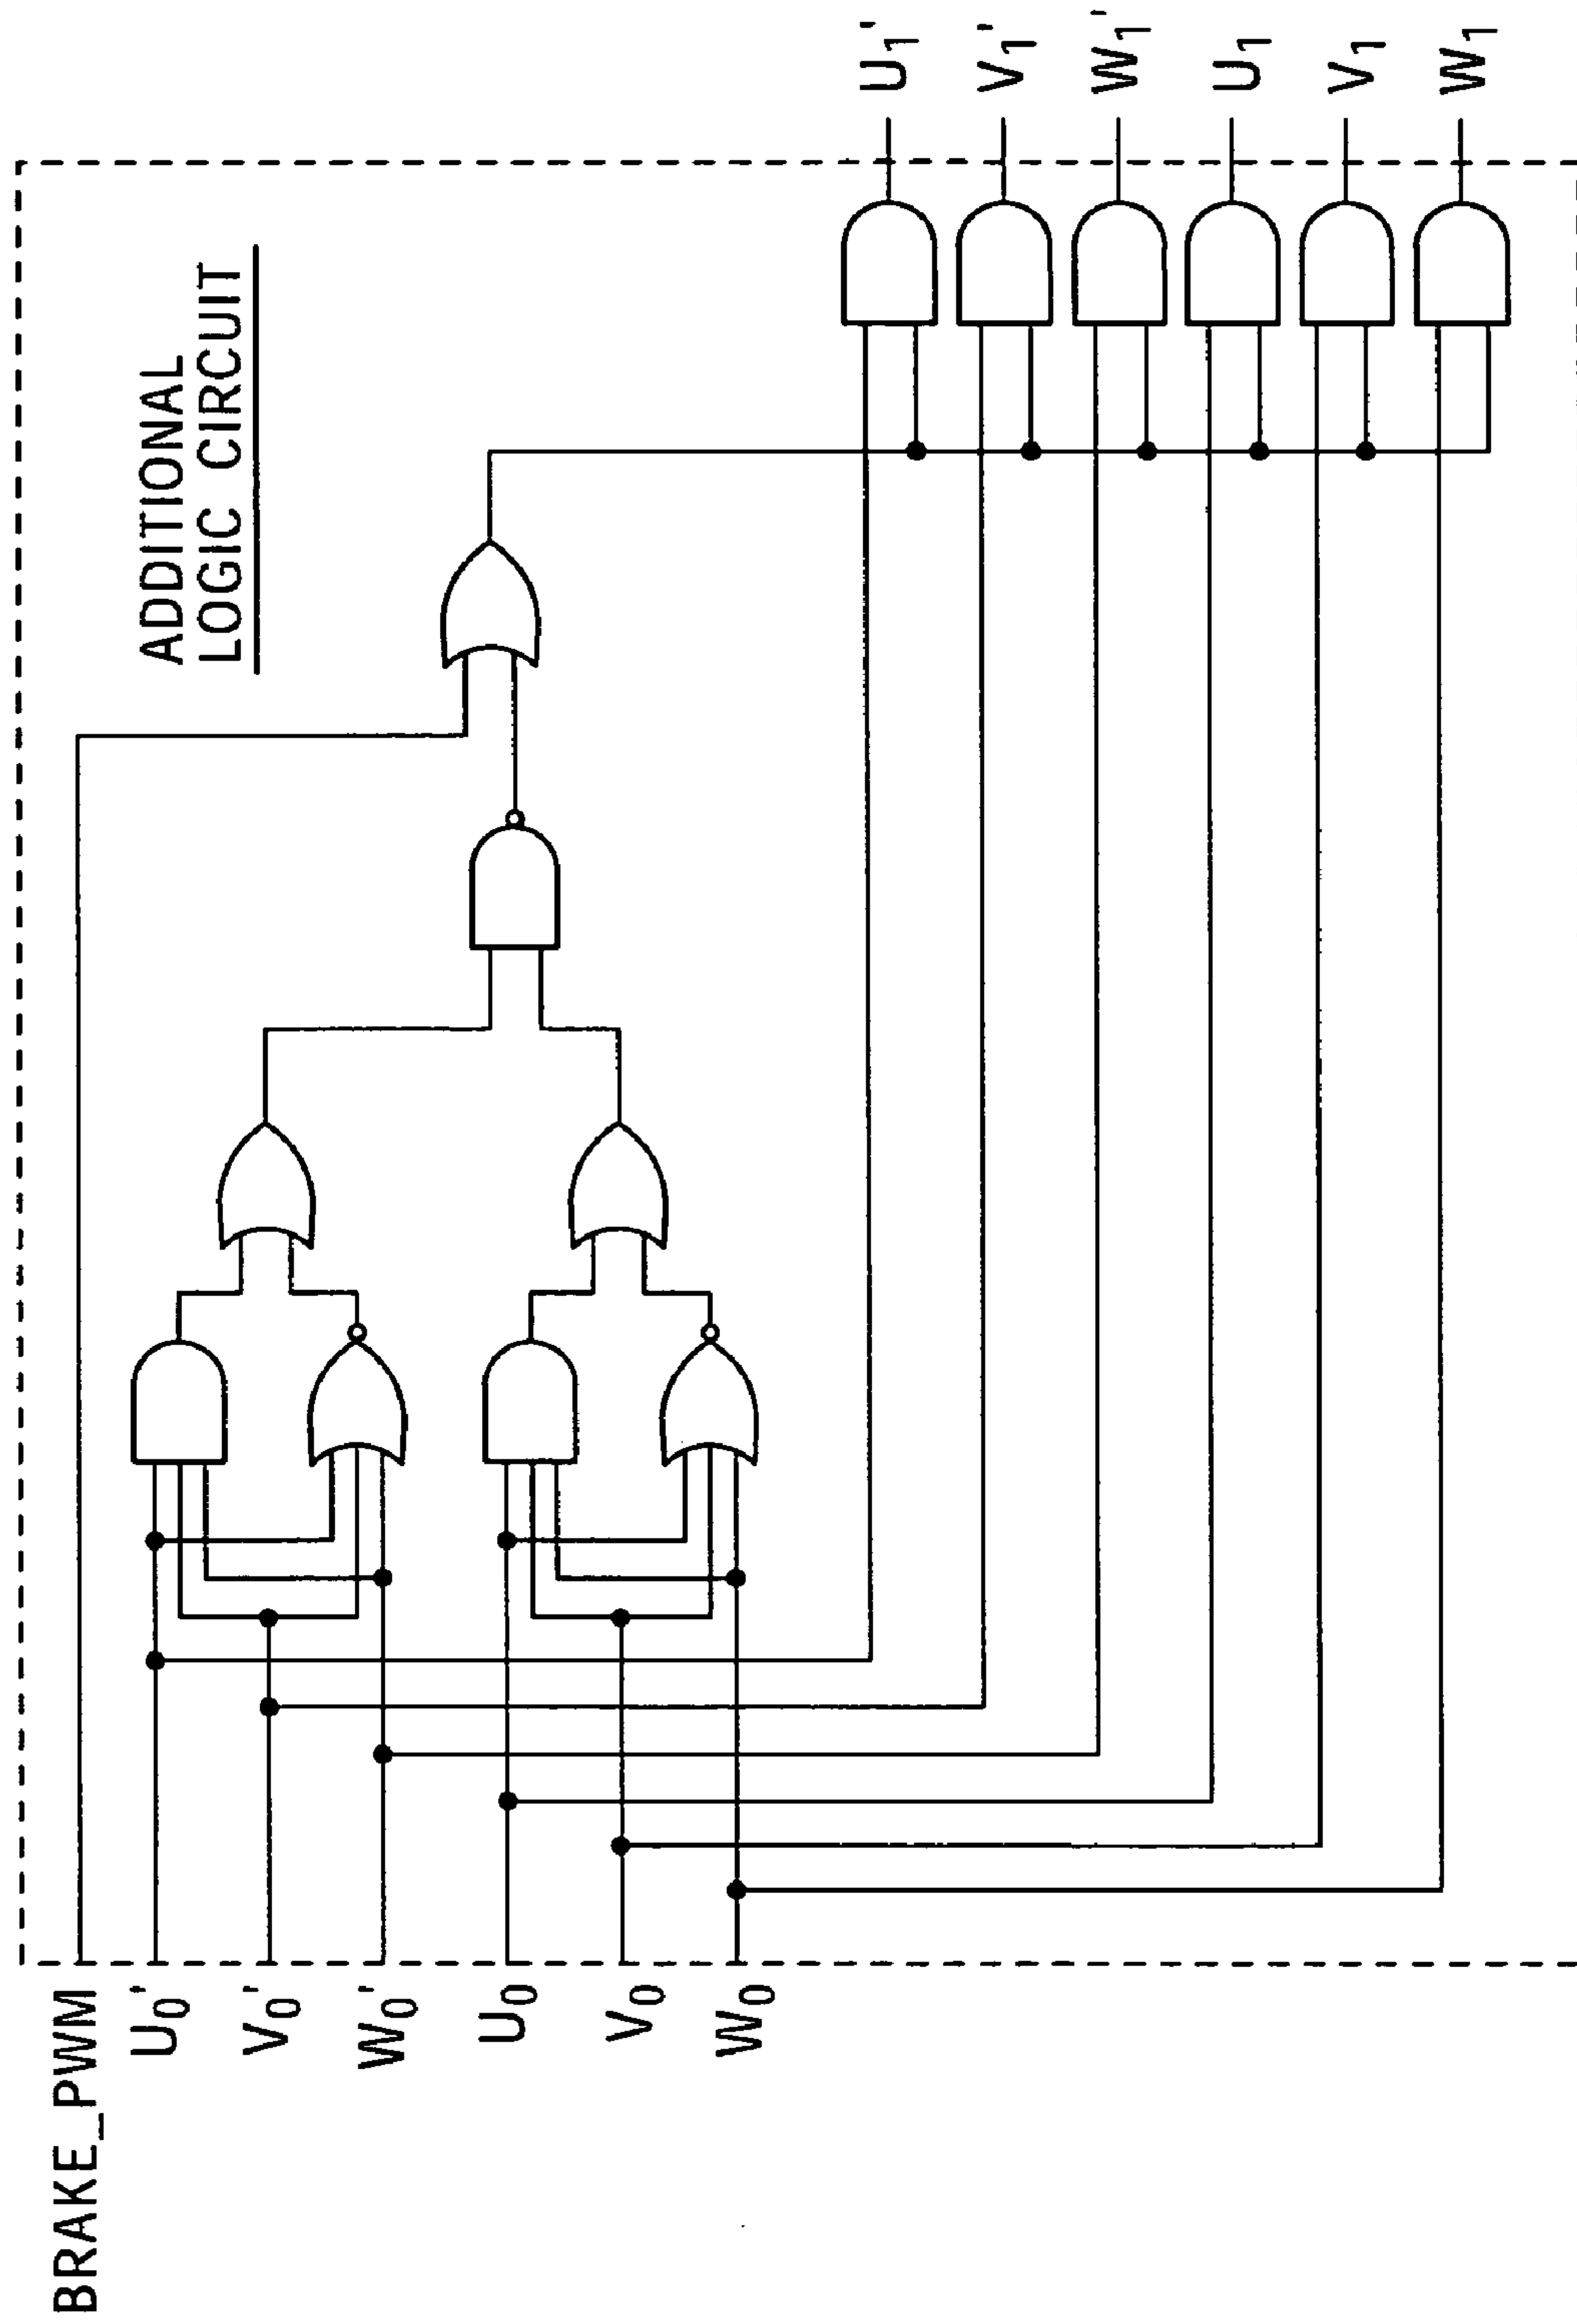 ADDITIONAL
LOGIC CIRCUIT
BRAKE_PWM
U₀'
V₀'
W₀'
U₀
V₀
W₀
U₁'
V₁'
W₁'
U₁
V₁
W₁